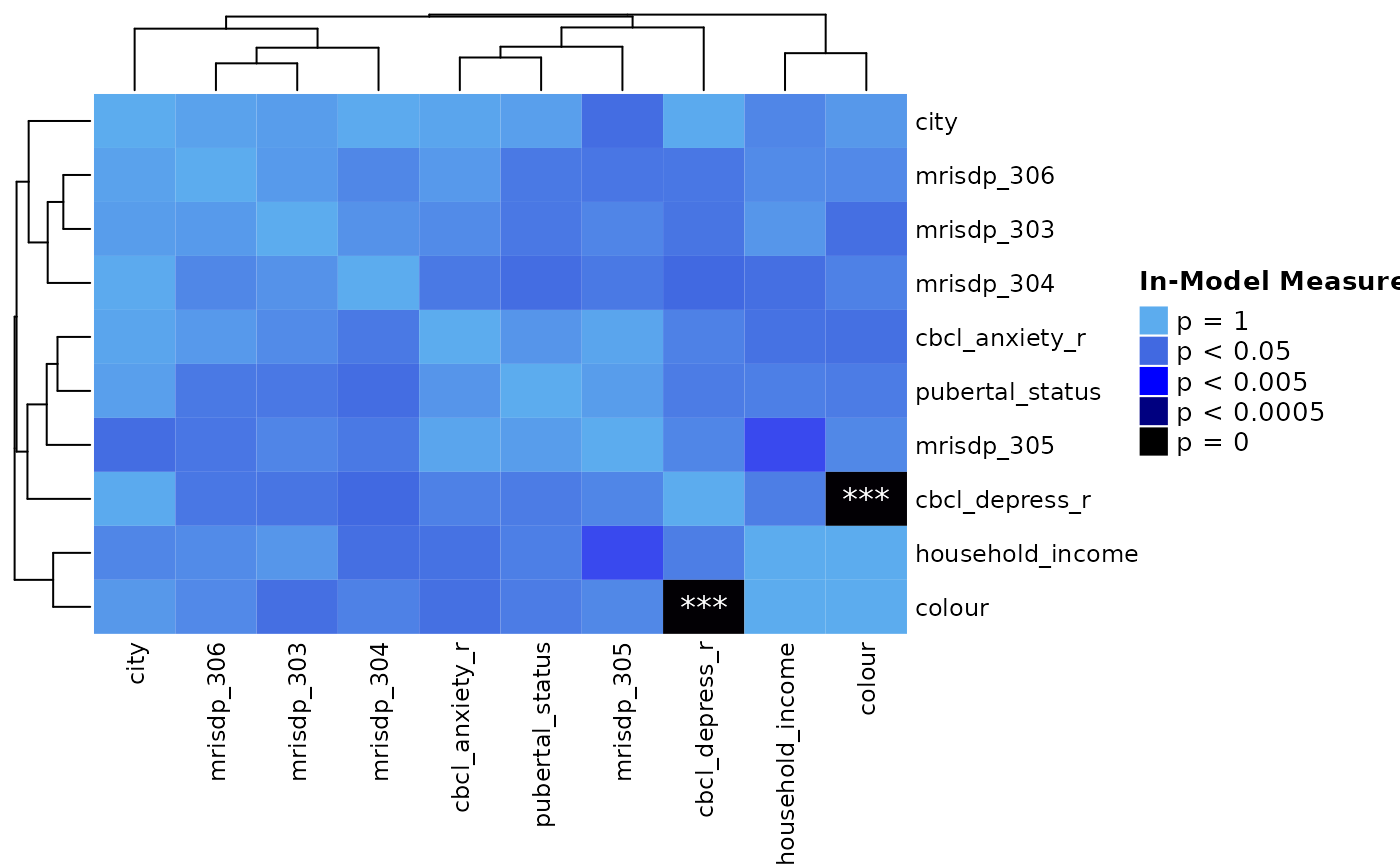 city
mrisdp_306
mrisdp_303
mrisdp_304
cbcl_anxiety_r
pubertal_status
mrisdp_305
***
cbcl_depress_r
household_income
***
colour
city
mrisdp_306
mrisdp_303
mrisdp_304
cbcl_anxiety_r
pubertal_status
mrisdp_305
cbcl_depress_r
household_income
colour
In-Model Measure
p = 1
p < 0.05
p < 0.005
p < 0.0005
p = 0